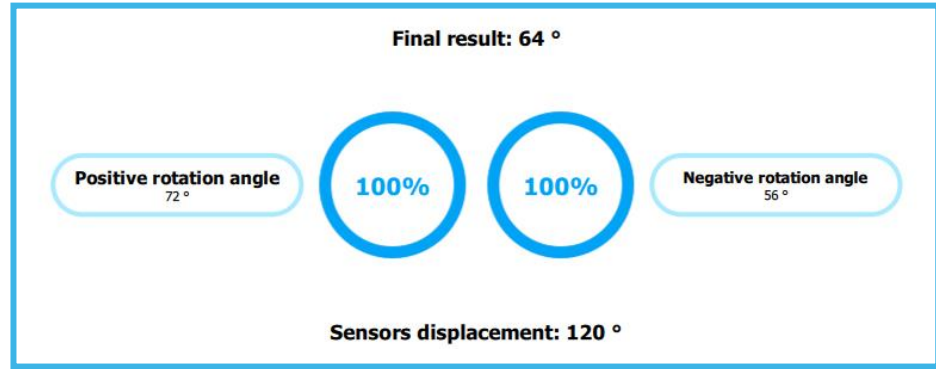 Final result: 64 °
Positive rotation angle
72 °
100%
100%
Negative rotation angle
56 °
Sensors displacement: 120 °